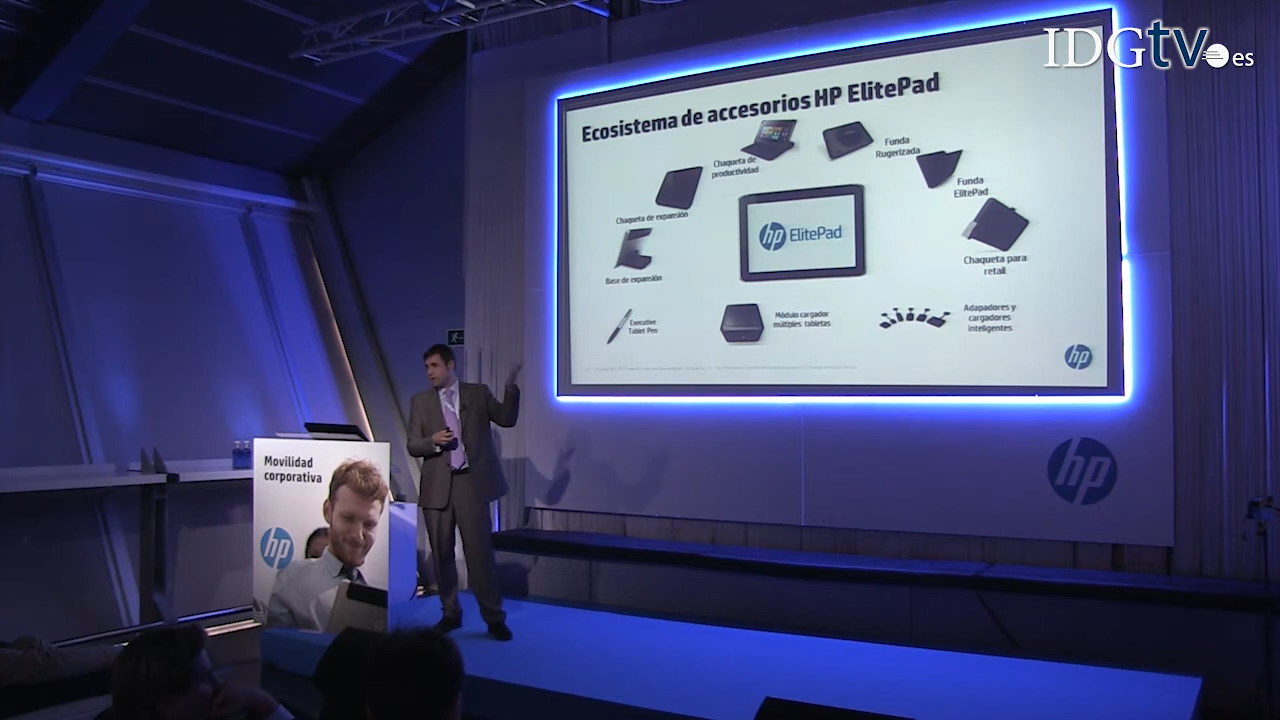 IDGtv.es
Ecosistema de accesorios HP ElitePad
Chaqueta de
productividad
Funda
Rugerizada
Funda
ElitePad
Chaqueta de expansión
hp ElitePad
Chaqueta para
retail
Base de expansión
Executive
Tablet Pen
Módulo cargador
múltiples tabletas
Adapadores y
cargadores
inteligentes
hp
hp
Movilidad
corporativa
hp